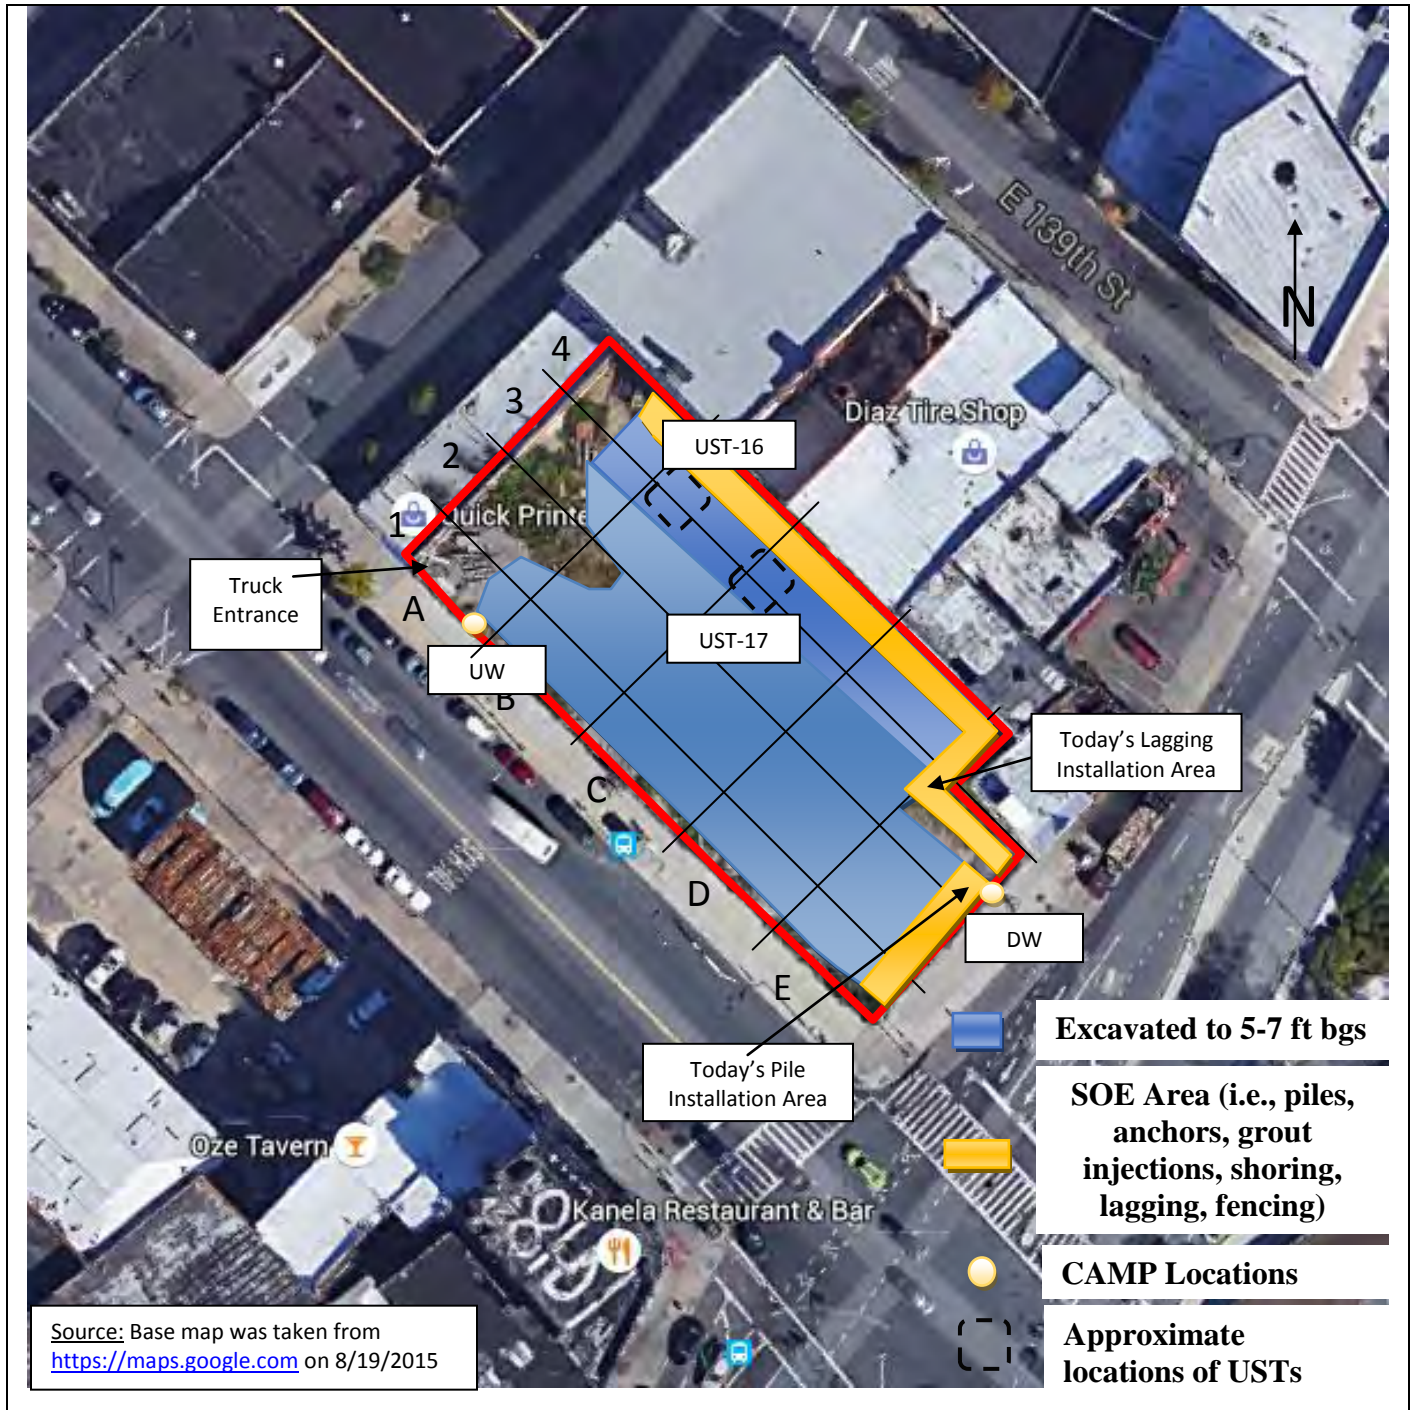 E 139th St
N
4
3
Diaz Tire Shop
UST-16
2
Quick Printe
1
Truck
Entrance
A
UST-17
UW
B
Today's Lagging
Installation Area
C
D
DW
E
Excavated to 5-7 ft bgs
Today's Pile
Installation Area
SOE Area (i.e., piles,
anchors, grout
injections, shoring,
lagging, fencing)
Oze Tavern
Kanela Restaurant & Bar
CAMP Locations
Source: Base map was taken from
https://maps.google.com on 8/19/2015
Approximate
locations of USTs